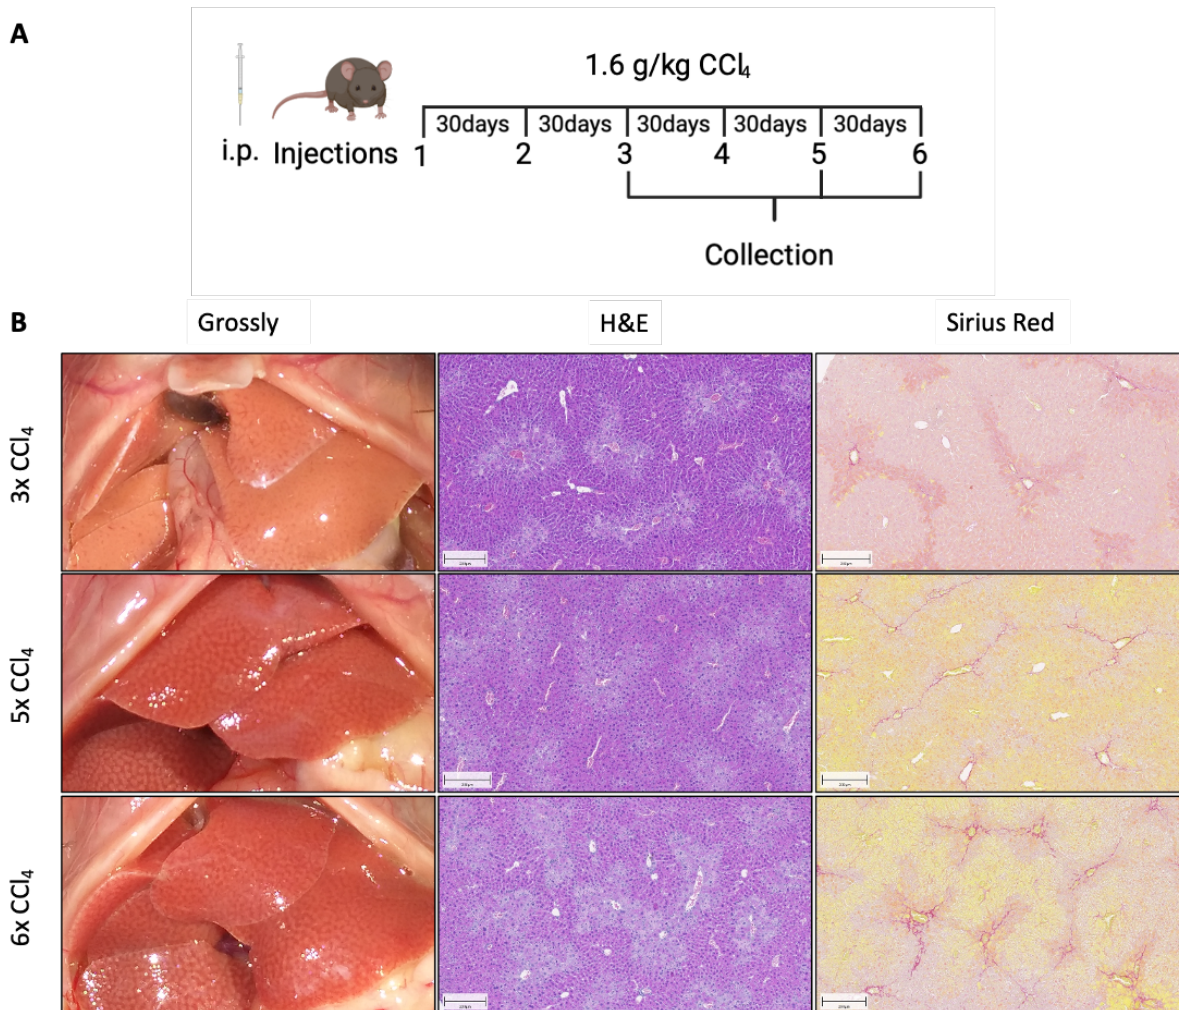 A
1.6 g/kg CCl₄
30days 30days 30days 30days 30days
i.p. Injections 1 2 3 4 5 6
Collection
B
Grossly H&E Sirius Red
3x CCl₄
5x CCl₄
6x CCl₄